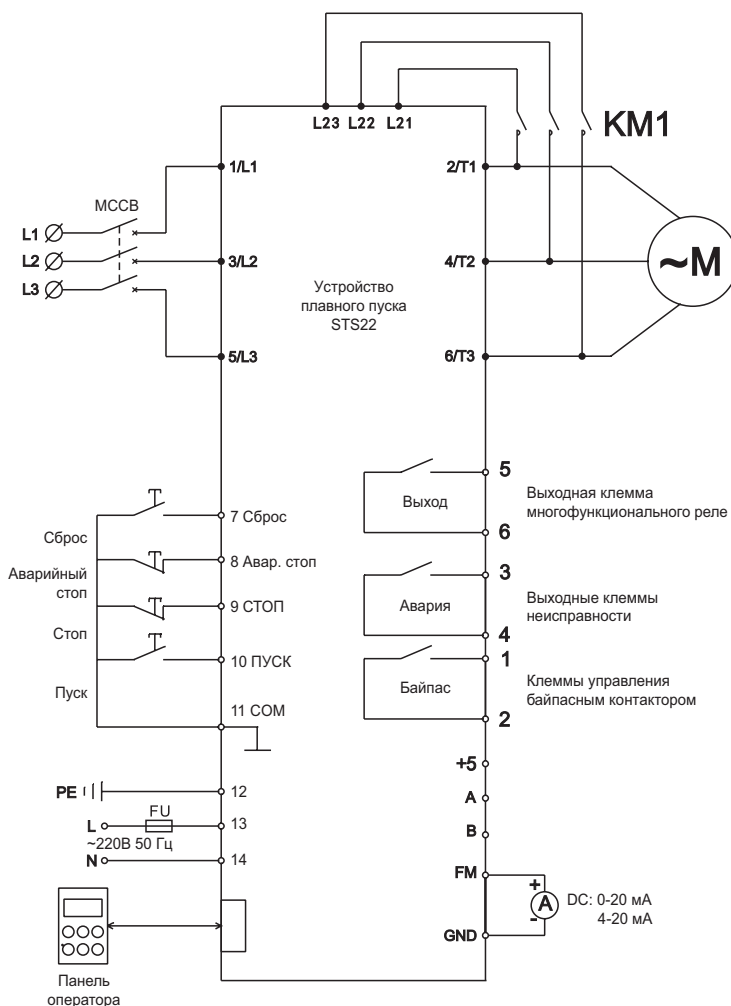 L23 L22 L21
KM1
1/L1
2/T1
MCCB
L1
L2
L3
3/L2
4/T2
~M
Устройство
плавного пуска
STS22
5/L3
6/T3
Сброс
Аварийный
стоп
Стоп
Пуск
7 Сброс
8 Авар. стоп
9 СТОП
10 ПУСК
11 COM
5
Выход
6
Выходная клемма
многофункционального реле
3
Авария
4
Выходные клеммы
неисправности
1
Байпас
2
Клеммы управления
байпасным контактором
+5
A
B
PE
12
FU
L
13
~220В 50 Гц
N
14
FM
+
A
-
GND
DC: 0-20 мА
4-20 мА
Панель
оператора